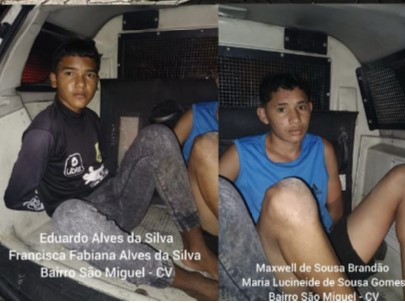 Uber
Eduardo Alves da Silva
Francisca Fabiana Alves da Silva
Bairro São Miguel - CV
Maxwell de Sousa Brandão
Maria Lucineide de Sousa Gomes
Bairro São Miguel - CV